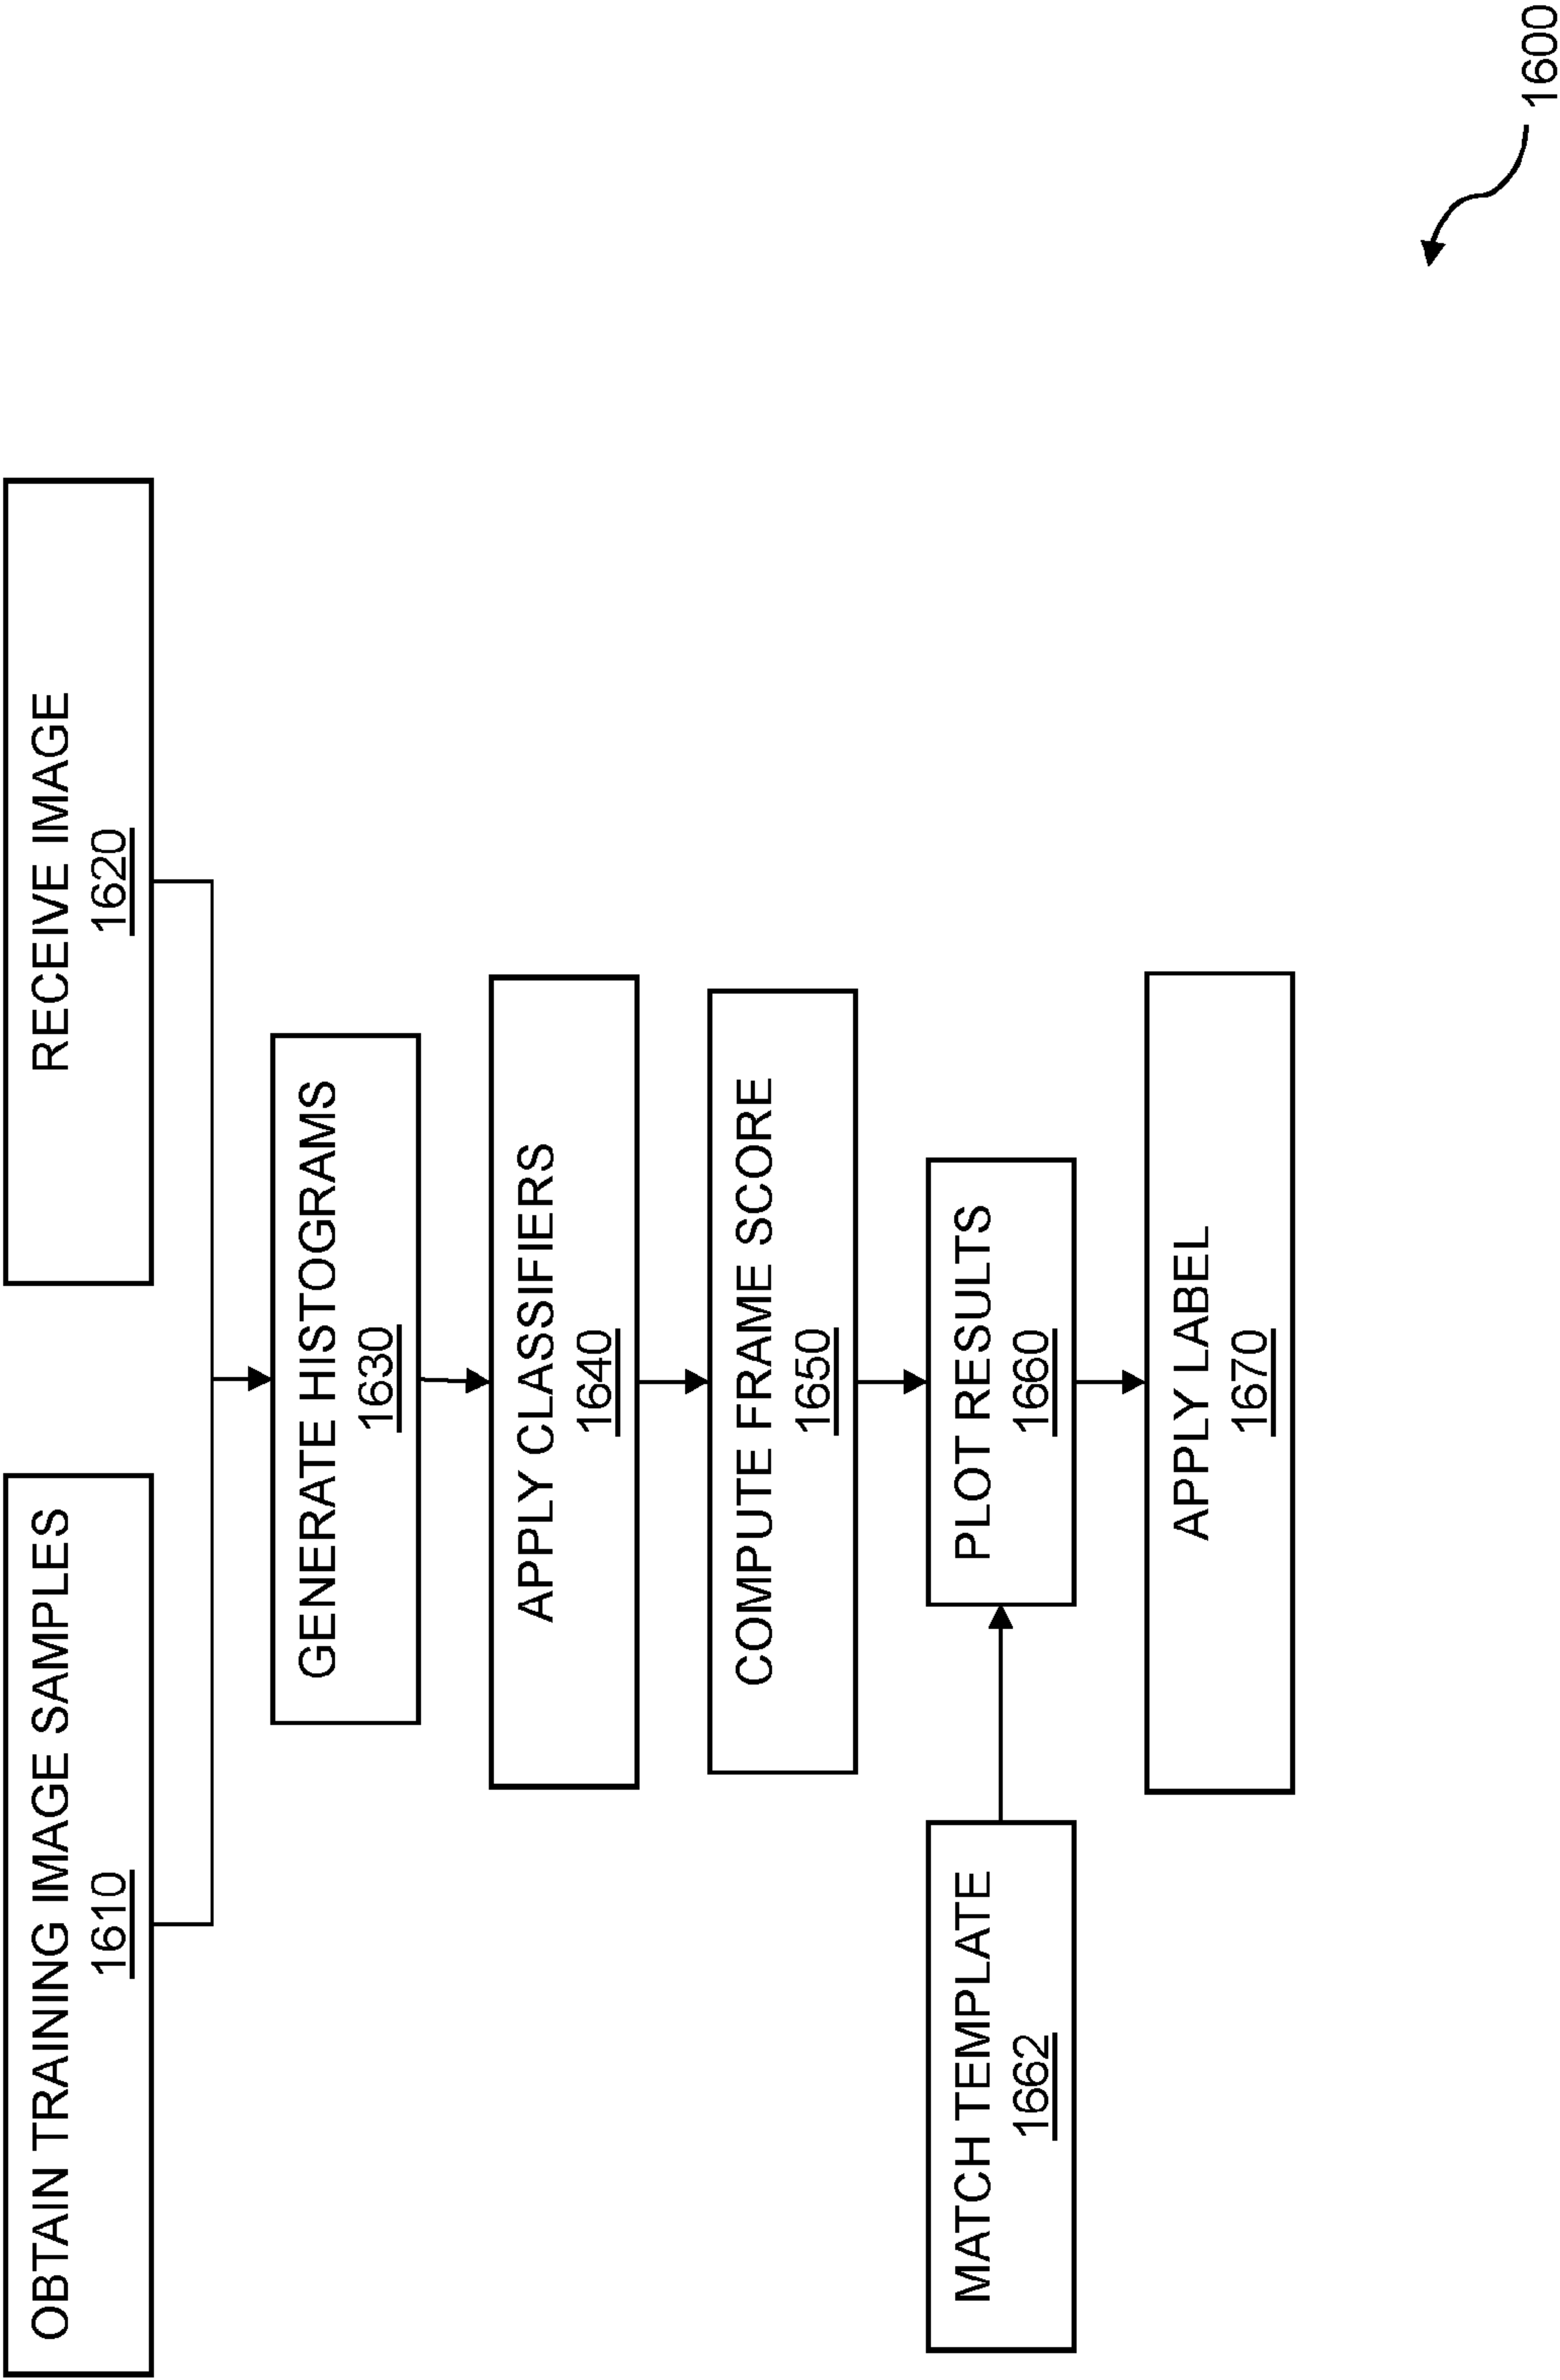 OBTAIN TRAINING IMAGE SAMPLES
1610
RECEIVE IMAGE
1620
GENERATE HISTOGRAMS
1630
APPLY CLASSIFIERS
1640
COMPUTE FRAME SCORE
1650
MATCH TEMPLATE
1662
PLOT RESULTS
1660
APPLY LABEL
1670
1600